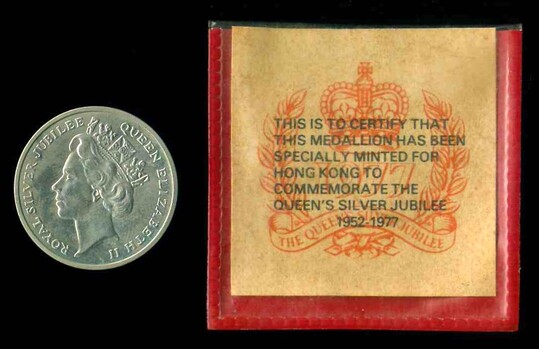 ROYAL SILVER JUBILEE QUEEN ELIZABETH II
THIS IS TO CERTIFY THAT
THIS MEDALLION HAS BEEN
SPECIALLY MINTED FOR
HONG KONG TO
COMMEMORATE THE
QUEEN'S SILVER JUBILEE
1952-1977
THE QUEEN'S JUBILEE